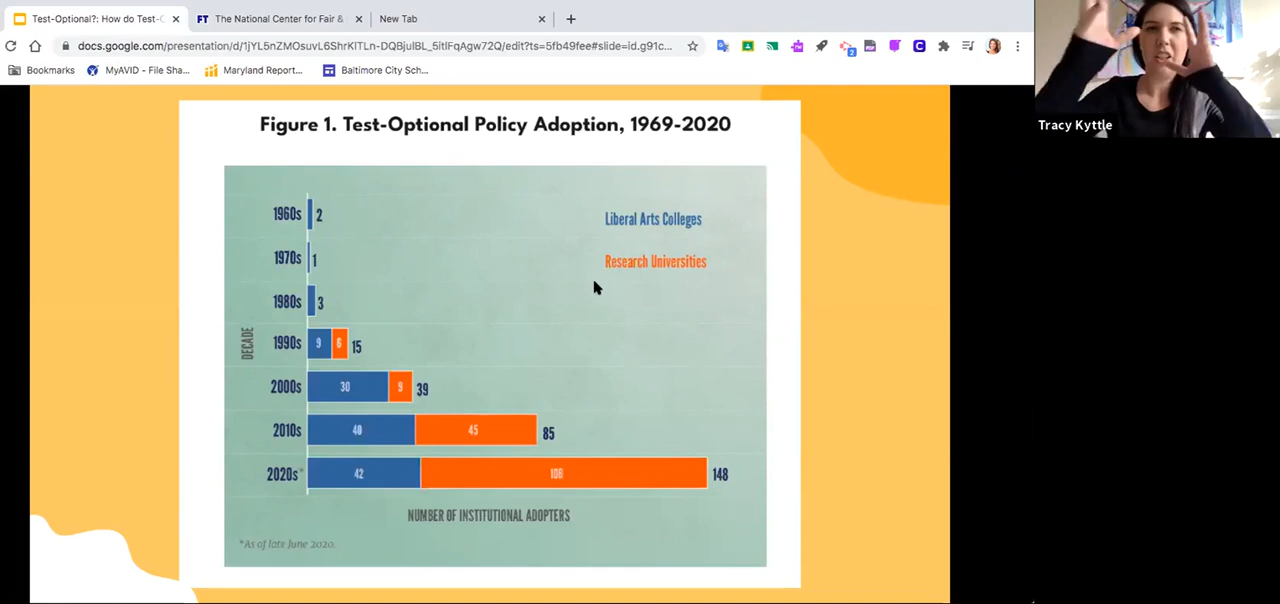 Test-Optional?: How do Test-O
The National Center for Fair &
New Tab
docs.google.com/presentation/d/1jYL5nZMOsuvL6ShrKlTLn-DQBjulBL_5itlFqAgw72Q/edit?ts=5fb49fee#slide=id.g91c...
Bookmarks
MyAVID - File Sha...
Maryland Report...
Baltimore City Sch...
Tracy Kyttle
Figure 1. Test-Optional Policy Adoption, 1969-2020
Liberal Arts Colleges
Research Universities
DECADE
1960s 2
1970s 1
1980s 3
1990s 9 6 15
2000s 30 9 39
2010s 40 45 85
2020s* 42 106 148
NUMBER OF INSTITUTIONAL ADOPTERS
*As of late June 2020.